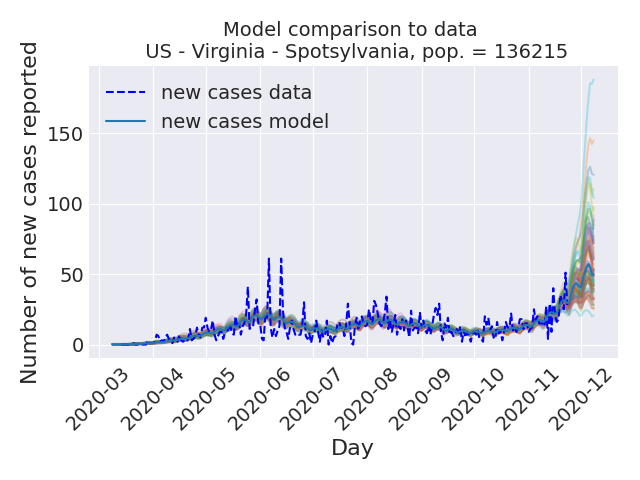 Model comparison to data
US - Virginia - Spotsylvania, pop. = 136215
new cases data
new cases model
Number of new cases reported
150
100
50
0
2020-03
2020-04
2020-05
2020-06
2020-07
2020-08
2020-09
2020-10
2020-11
2020-12
Day